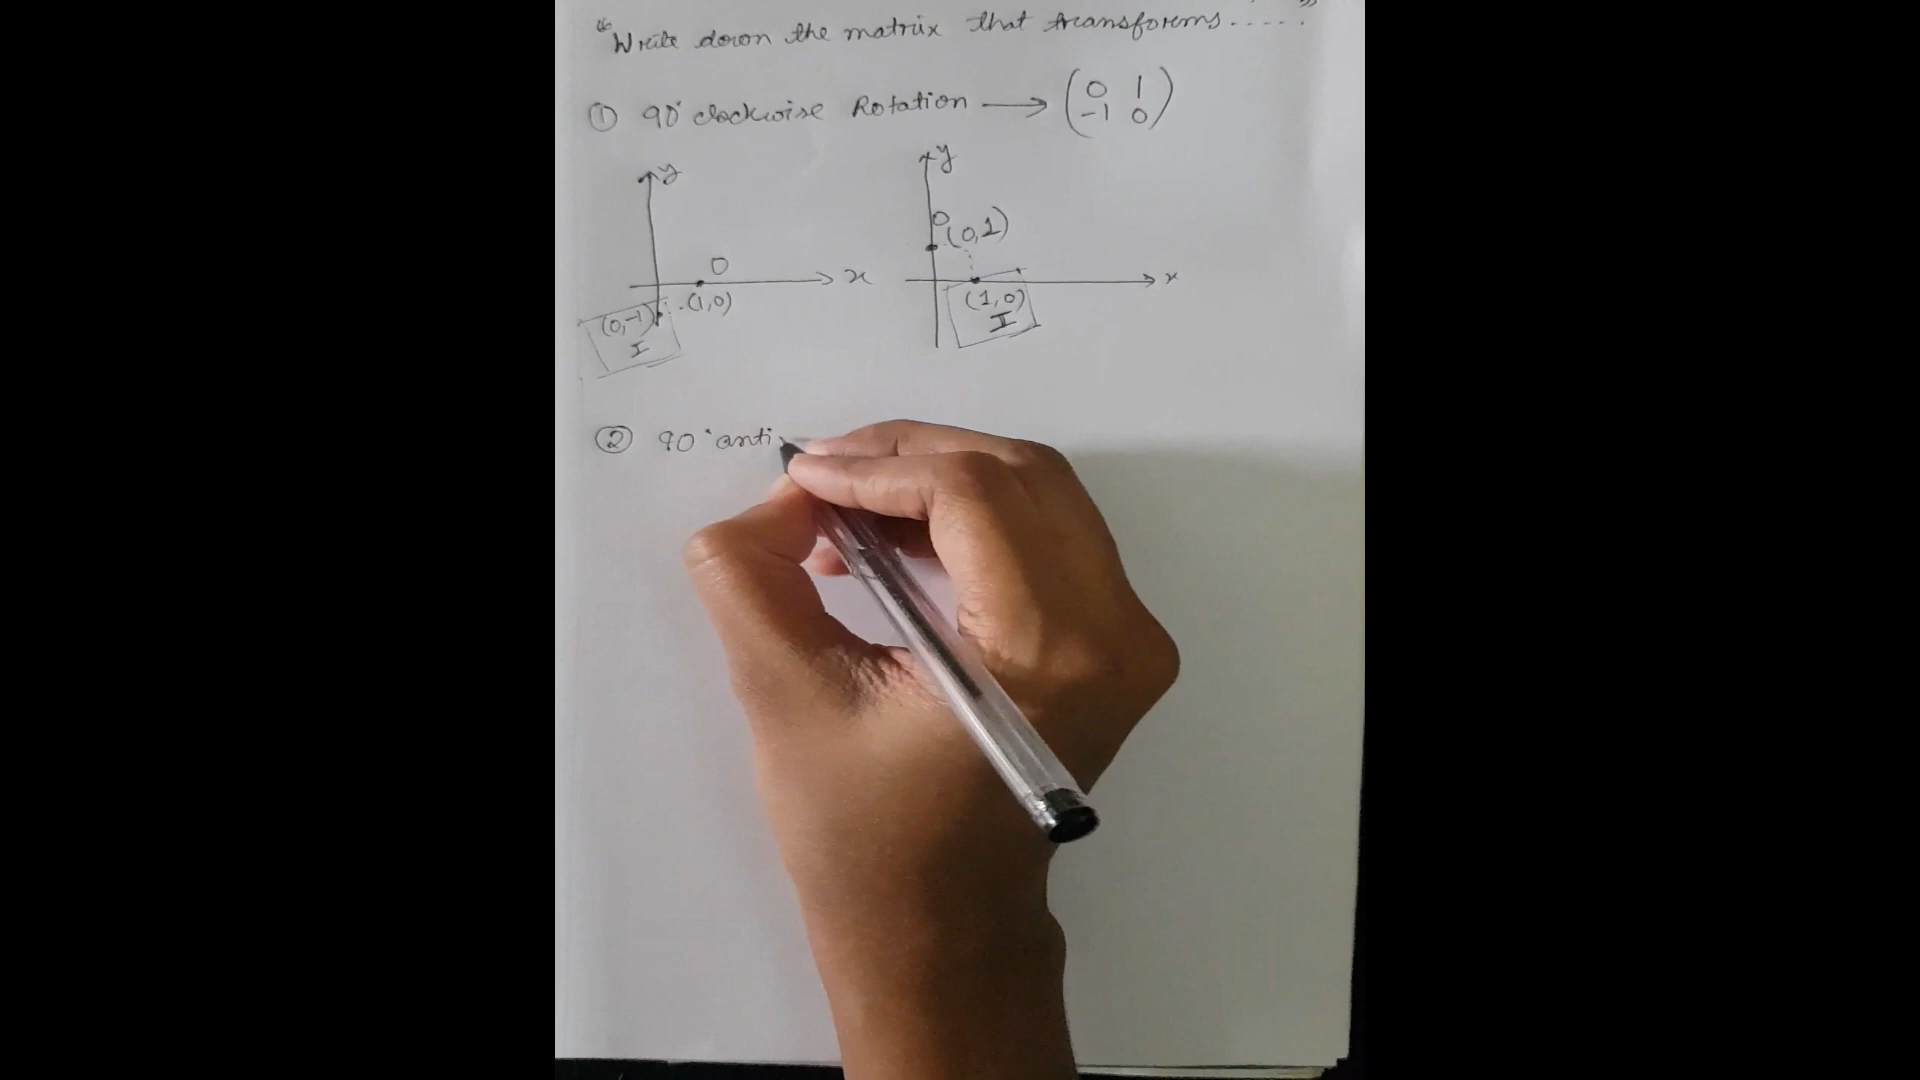 "Write down the matrix that transforms....."
① 90° clockwise Rotation ⟶ (0 1
-1 0)
y
O
(1,0)
x
(0,-1)
I
y
O
(0,1)
x
(1,0)
I
② 90° anti